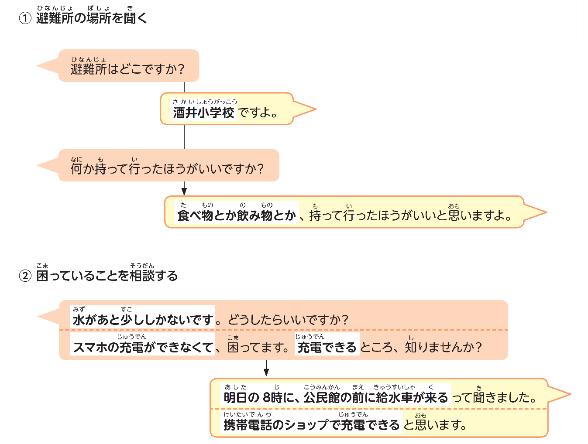 ① 避難所の場所を聞く
避難所はどこですか？
酒井小学校ですよ。
何か持って行ったほうがいいですか？
食べ物とか飲み物とか、持って行ったほうがいいと思いますよ。
② 困っていることを相談する
水があと少ししかないです。どうしたらいいですか？
スマホの充電ができなくて、困ってます。充電できるところ、知りませんか？
明日の8時に、公民館の前に給水車が来るって聞きました。
携帯電話のショップで充電できると思います。